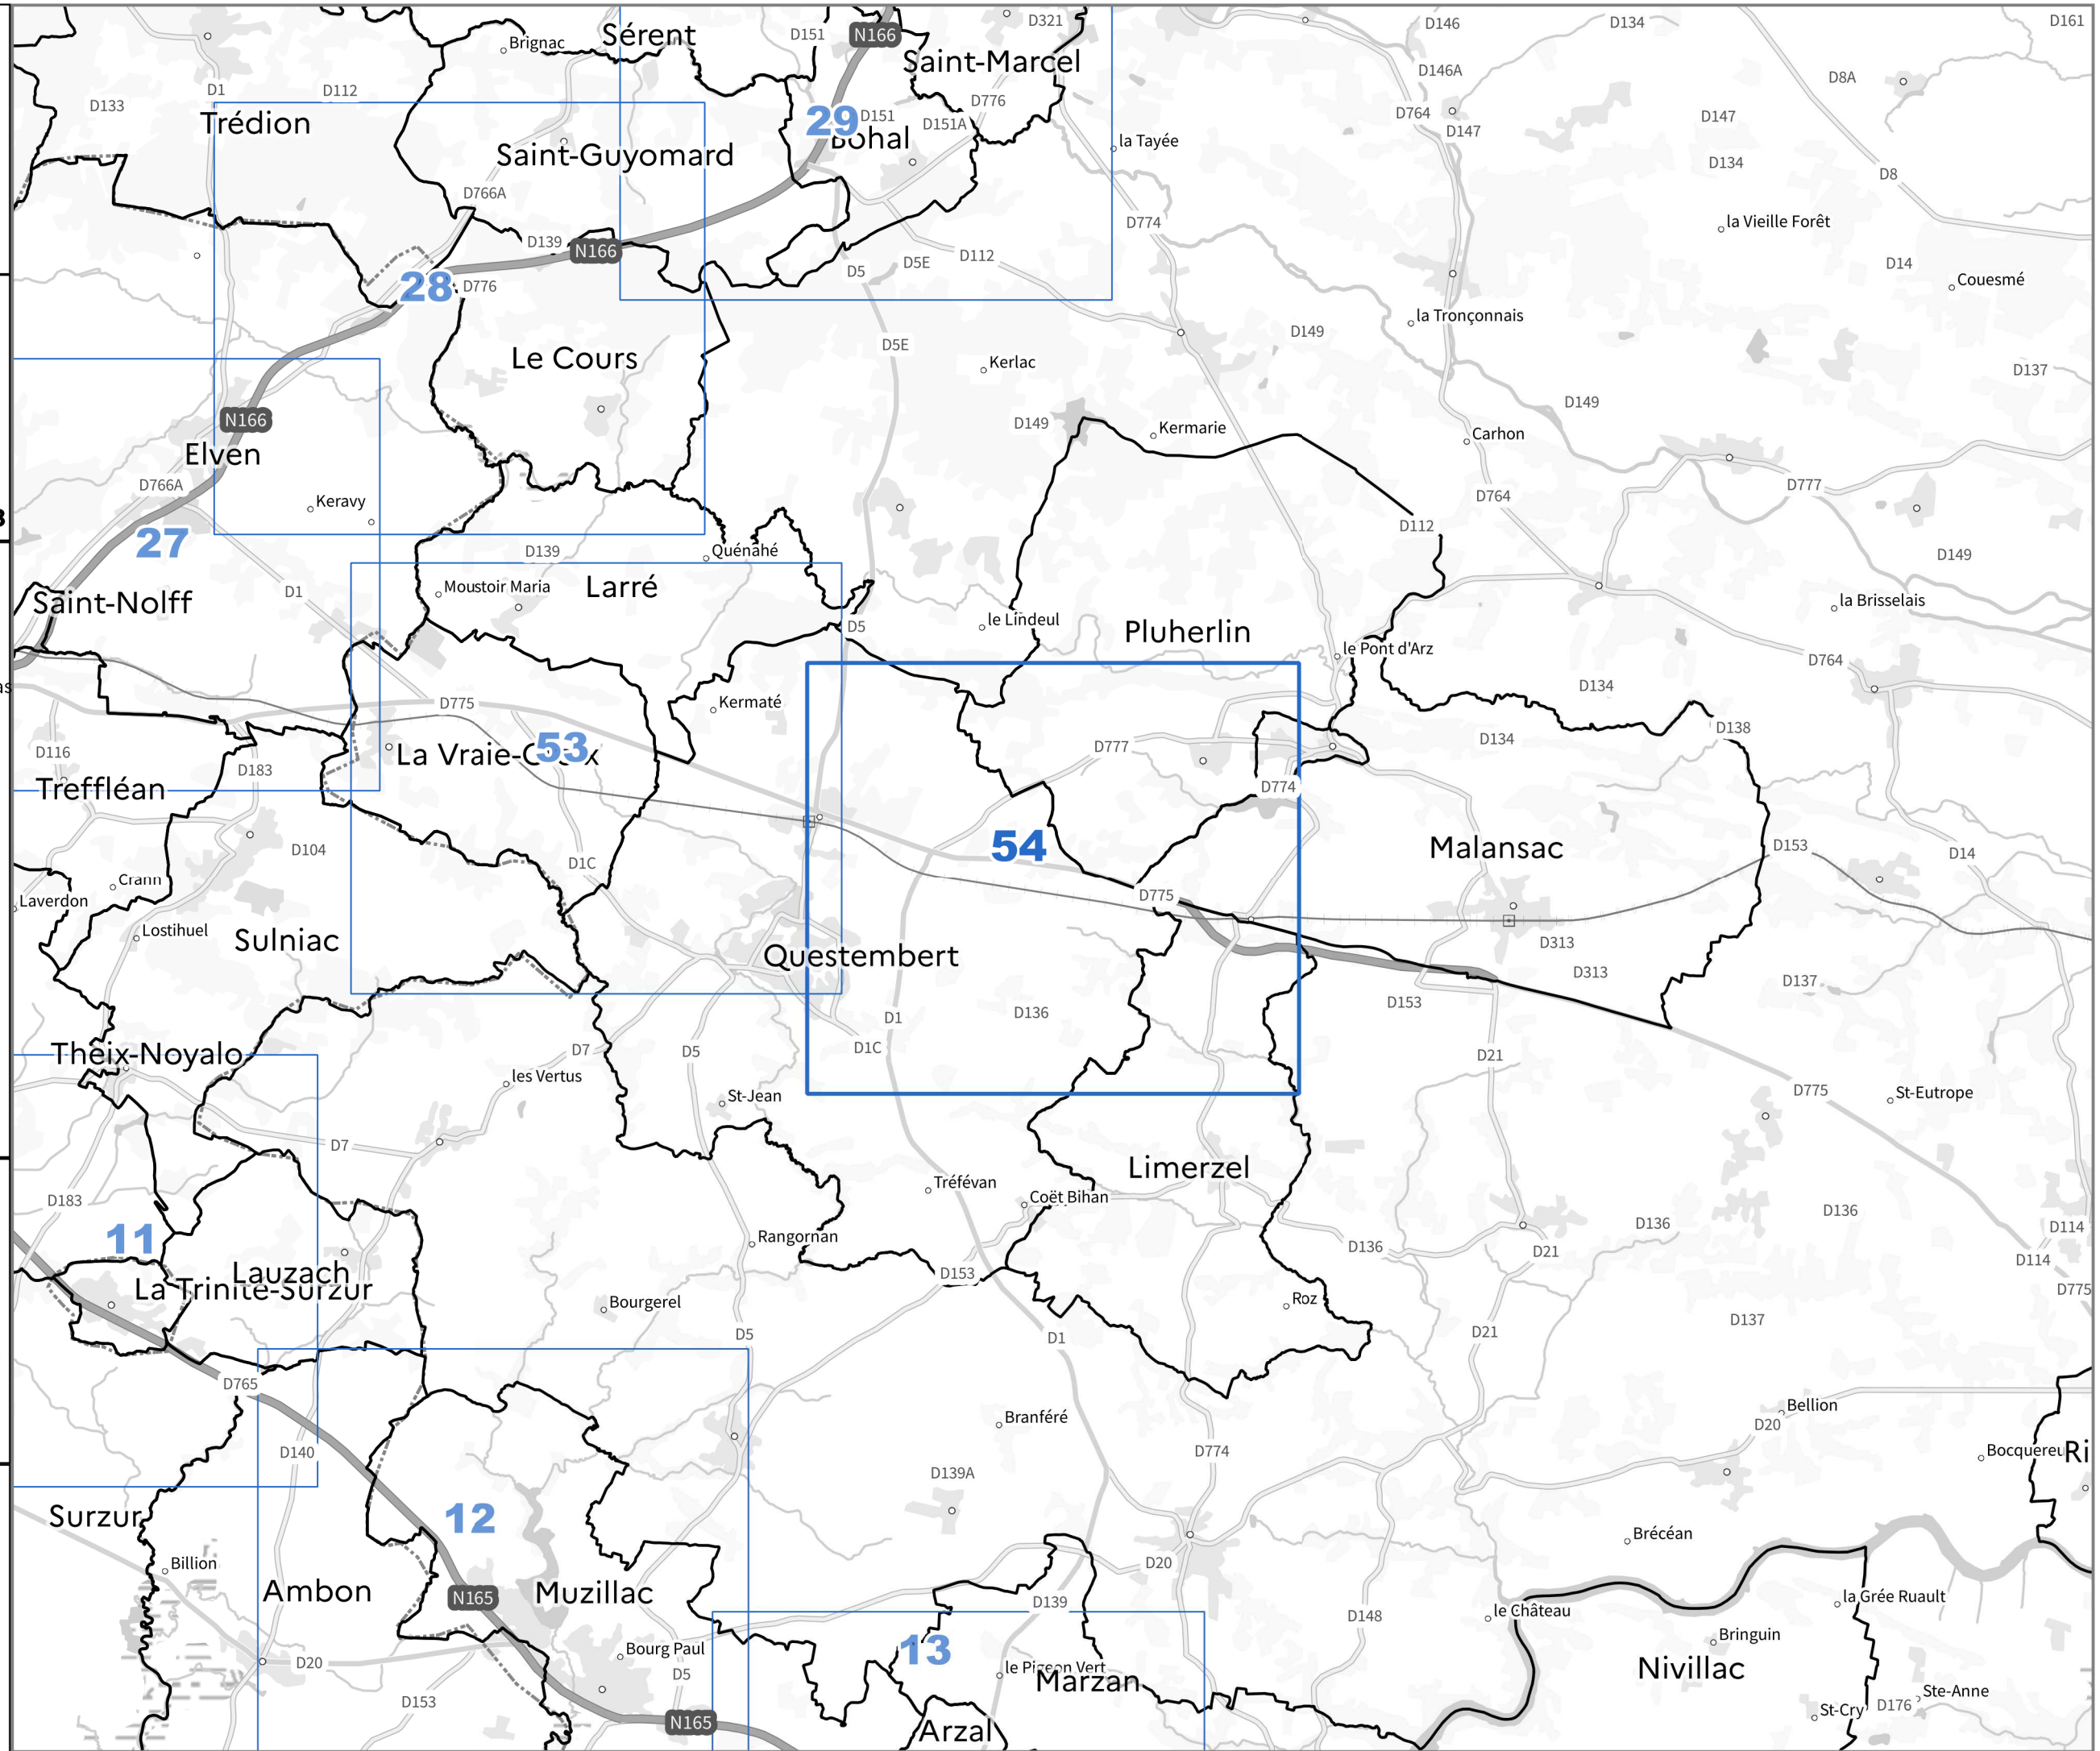 Brignac
Sérent
D151
N166
D321
D146
D134
D161
Saint-Marcel
D146A
D8A
D133
D1
D112
Trédion
D776
29
D151
D151A
Bohal
D764
D147
D147
la Tayée
Saint-Guyomard
D134
D8
D766A
D774
la Vieille Forêt
D139
N166
D5E
D112
D5
D14
Couesmé
28
D776
la Tronçonnais
D149
D5E
Le Cours
Kerlac
D137
D149
N166
D149
Kermarie
Carhon
Elven
D766A
Keravy
D764
D777
D112
27
D139
Quénahé
D149
D1
Moustoir Maria
Larré
Saint-Nolff
la Brisselais
le Lindeul
D5
Pluherlin
le Pont d'Arz
D764
D134
Kermaté
D775
D138
D116
53
La Vraie-C
x
D777
D134
D183
Treffléan
D774
54
Malansac
D153
D14
D104
D1C
Crann
D775
Laverdon
Lostihuel
Sulniac
Questembert
D313
D313
D137
D153
D1
D136
D7
D5
D1C
D21
Theix-Noyalo
les Vertus
St-Jean
D775
St-Eutrope
D7
Limerzel
Tréfévan
Coët Bihan
D183
D136
D136
D114
11
Rangornan
D136
D21
D114
Lauzach
La Trinité-Surzur
D153
D775
Bourgerel
Roz
D137
D5
D1
D21
D765
Branféré
Bellion
D20
D140
D774
Bocquereu
Ri
D139A
Surzur
12
Brécéan
Billion
D20
Ambon
N165
Muzillac
D139
la Grée Ruault
D148
le Château
Bringuin
Bourg Paul
13
D20
D5
le Pigeon Vert
Marzan
Nivillac
D153
Ste-Anne
D176
St-Cry
N165
Arzal